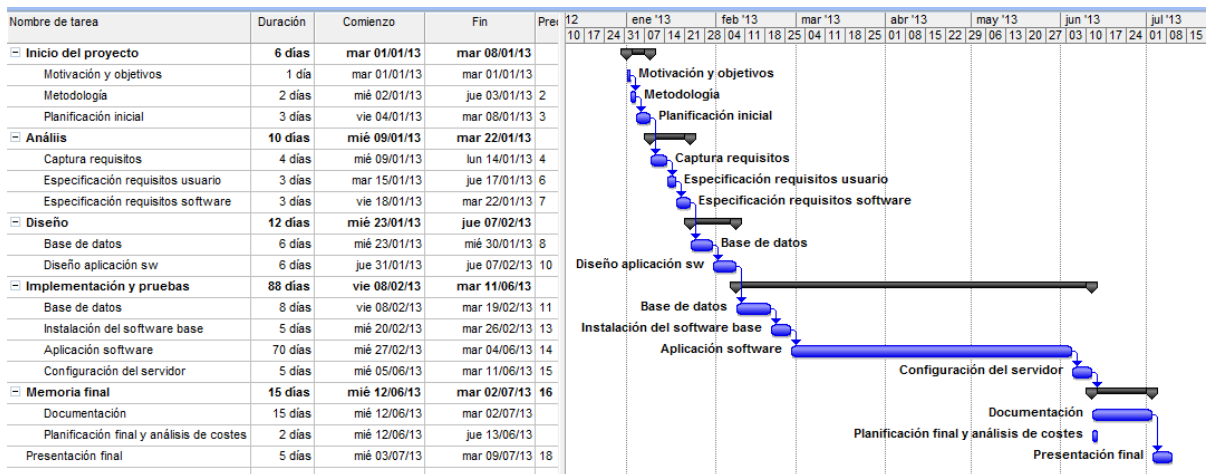 Nombre de tarea Duración Comienzo Fin Pre 12 ene '13 feb '13 mar '13 abr '13 may '13 jun '13 jul '13
10 17 24 31 07 14 21 28 04 11 18 25 04 11 18 25 01 08 15 22 29 06 13 20 27 03 10 17 24 01 08 15
Inicio del proyecto 6 días mar 01/01/13 mar 08/01/13
Motivación y objetivos 1 día mar 01/01/13 mar 01/01/13 Motivación y objetivos
Metodología 2 días mié 02/01/13 jue 03/01/13 2 Metodología
Planificación inicial 3 días vie 04/01/13 mar 08/01/13 3 Planificación inicial
Análiis 10 días mié 09/01/13 mar 22/01/13
Captura requisitos 4 días mié 09/01/13 lun 14/01/13 4 Captura requisitos
Especificación requisitos usuario 3 días mar 15/01/13 jue 17/01/13 6 Especificación requisitos usuario
Especificación requisitos software 3 días vie 18/01/13 mar 22/01/13 7 Especificación requisitos software
Diseño 12 días mié 23/01/13 jue 07/02/13
Base de datos 6 días mié 23/01/13 mié 30/01/13 8 Base de datos
Diseño aplicación sw 6 días jue 31/01/13 jue 07/02/13 10 Diseño aplicación sw
Implementación y pruebas 88 días vie 08/02/13 mar 11/06/13
Base de datos 8 días vie 08/02/13 mar 19/02/13 11 Base de datos
Instalación del software base 5 días mié 20/02/13 mar 26/02/13 13 Instalación del software base
Aplicación software 70 días mié 27/02/13 mar 04/06/13 14 Aplicación software
Configuración del servidor 5 días mié 05/06/13 mar 11/06/13 15 Configuración del servidor
Memoria final 15 días mié 12/06/13 mar 02/07/13 16
Documentación 15 días mié 12/06/13 mar 02/07/13 Documentación
Planificación final y análisis de costes 2 días mié 12/06/13 jue 13/06/13 Planificación final y análisis de costes
Presentación final 5 días mié 03/07/13 mar 09/07/13 18 Presentación final